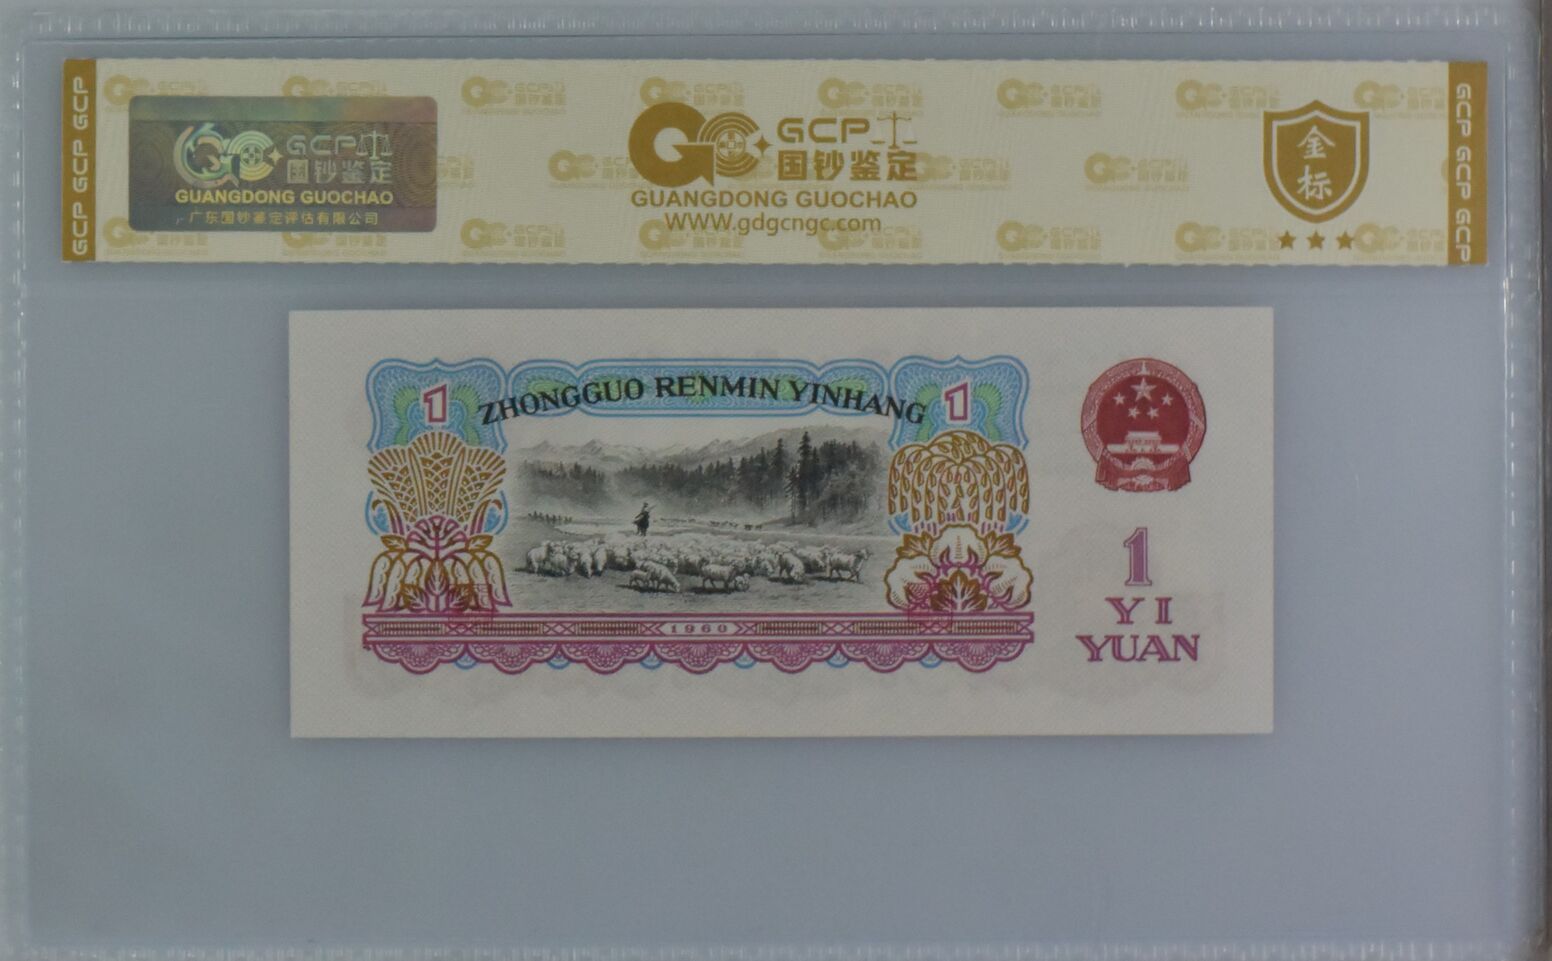 GCP GCP GCP
GCP
国钞鉴定
GUANGDONG GUOCHAO
广东国钞鉴定评估有限公司
GCP
国钞鉴定
GUANGDONG GUOCHAO
WWW.gdgcngc.com
金标
GCP GCP GCP
1
ZHONGGUO RENMIN YINHANG
1
1960
1
YI
YUAN